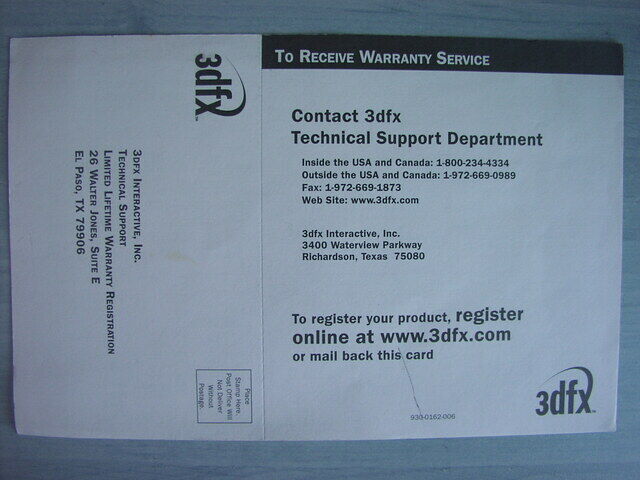 3dfx
3DFX INTERACTIVE, INC.
TECHNICAL SUPPORT
LIMITED LIFETIME WARRANTY REGISTRATION
26 WALTER JONES, SUITE E
EL PASO, TX 79906
Place
Stamp Here.
Post Office Will
Not Deliver
Without
Postage.
TO RECEIVE WARRANTY SERVICE
Contact 3dfx
Technical Support Department
Inside the USA and Canada: 1-800-234-4334
Outside the USA and Canada: 1-972-669-0989
Fax: 1-972-669-1873
Web Site: www.3dfx.com
3dfx Interactive, Inc.
3400 Waterview Parkway
Richardson, Texas 75080
To register your product, register
online at www.3dfx.com
or mail back this card
930-0162-006
3dfx